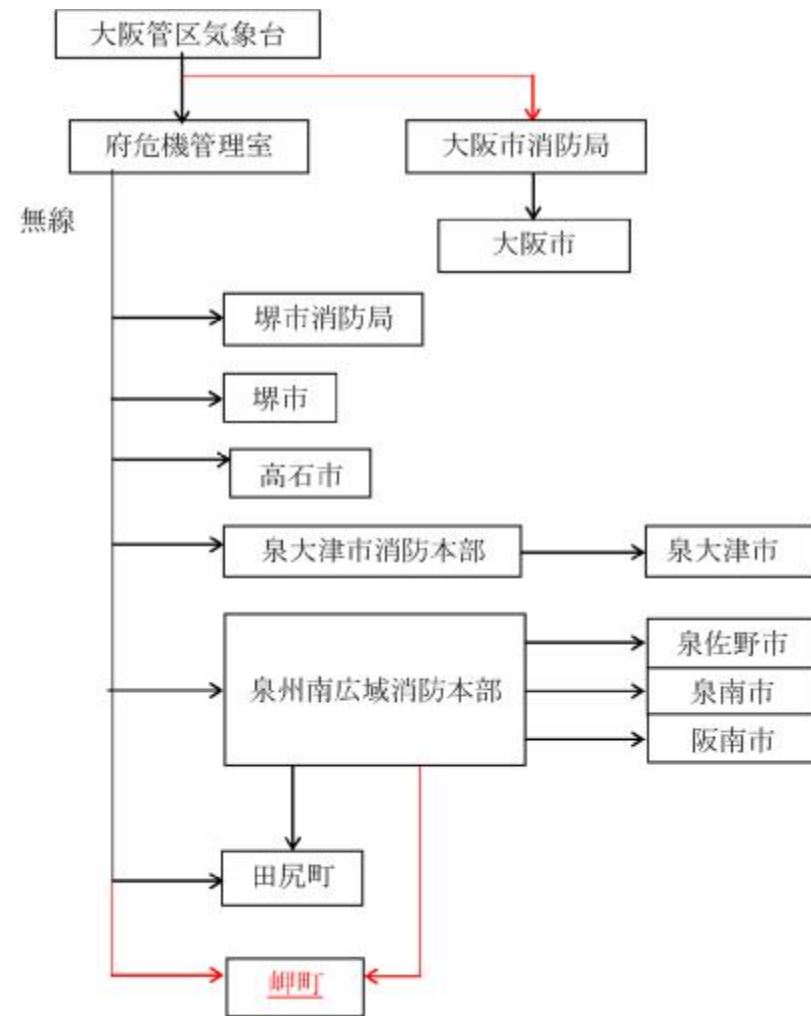 大阪管区気象台
府危機管理室
大阪市消防局
無線
大阪市
堺市消防局
堺市
高石市
泉大津市消防本部
泉大津市
泉佐野市
泉州南広域消防本部
泉南市
阪南市
田尻町
岬町